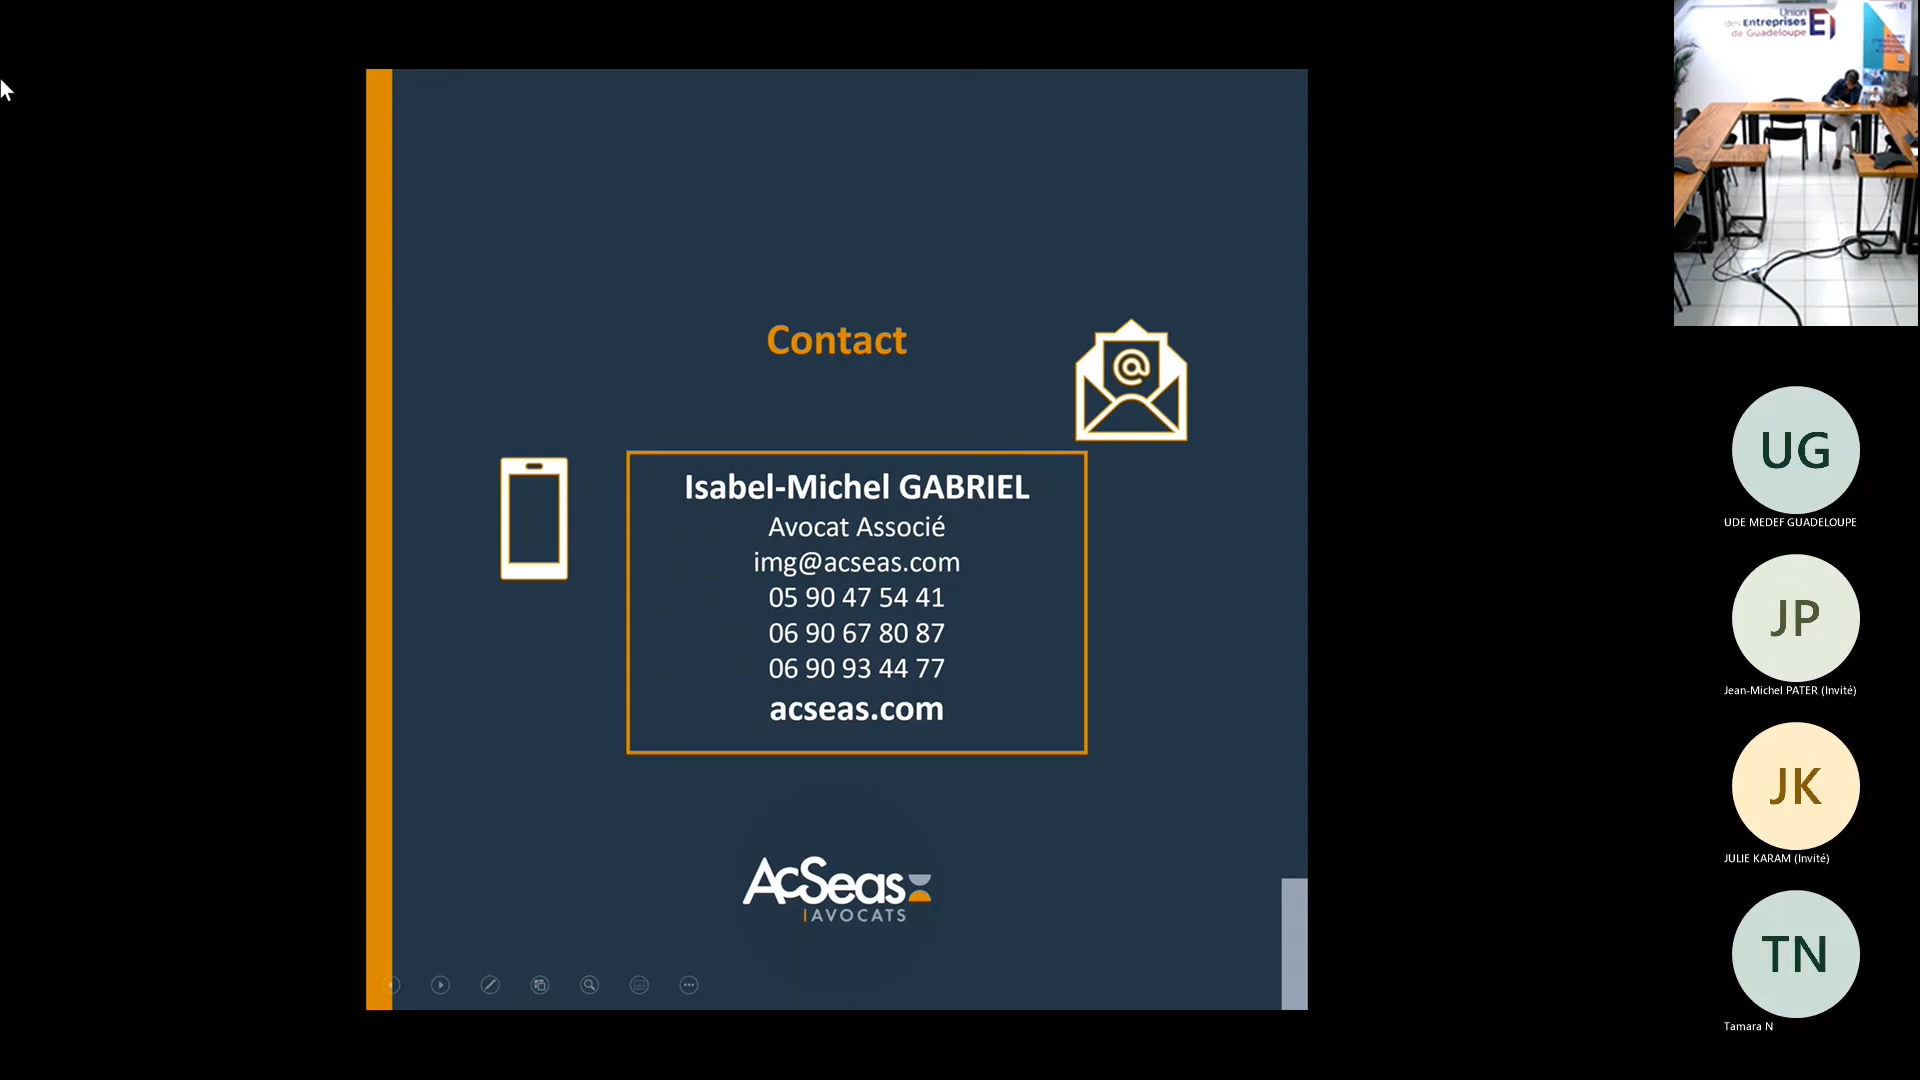 Contact
@
Isabel-Michel GABRIEL
Avocat Associé
img@acseas.com
05 90 47 54 41
06 90 67 80 87
06 90 93 44 77
acseas.com
AcSeas
AVOCATS
Union
des Entreprises
de Guadeloupe
UG
UDE MEDEF GUADELOUPE
JP
Jean-Michel PATER (Invité)
JK
JULIE KARAM (Invité)
TN
Tamara N